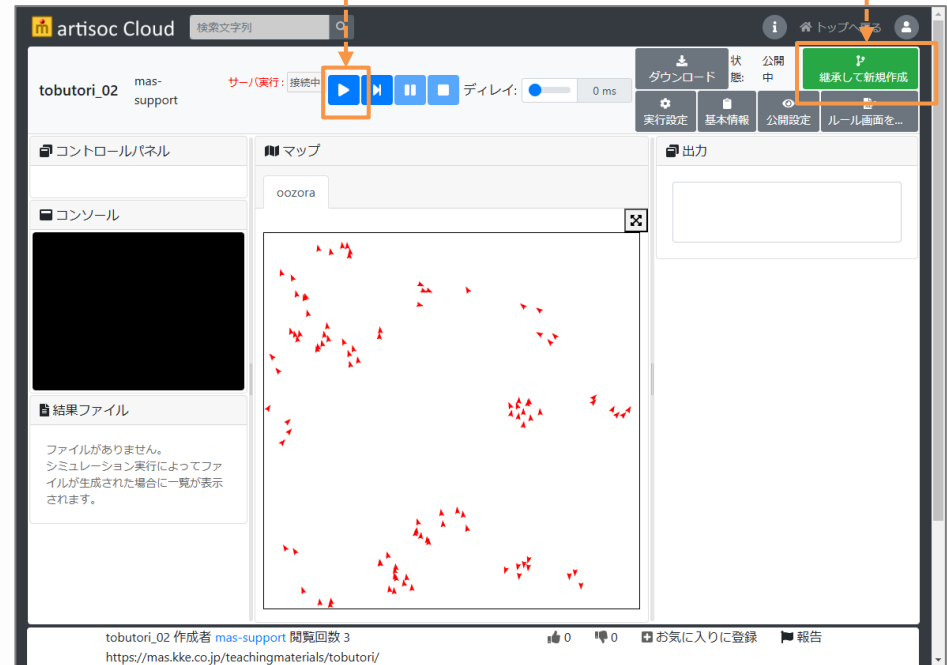 artisoc Cloud
検索文字列
トップへ戻る
tobutori_02
mas-
support
サーバ実行:
接続中
ディレイ:
0 ms
ダウンロード
状
態:
公開
中
継承して新規作成
実行設定
基本情報
公開設定
ルール画面を...
コントロールパネル
マップ
出力
oozora
コンソール
結果ファイル
ファイルがありません。
シミュレーション実行によってファ
イルが生成された場合に一覧が表示
されます。
tobutori_02 作成者 mas-support 閲覧回数 3
0
0
お気に入りに登録
報告
https://mas.kke.co.jp/teachingmaterials/tobutori/